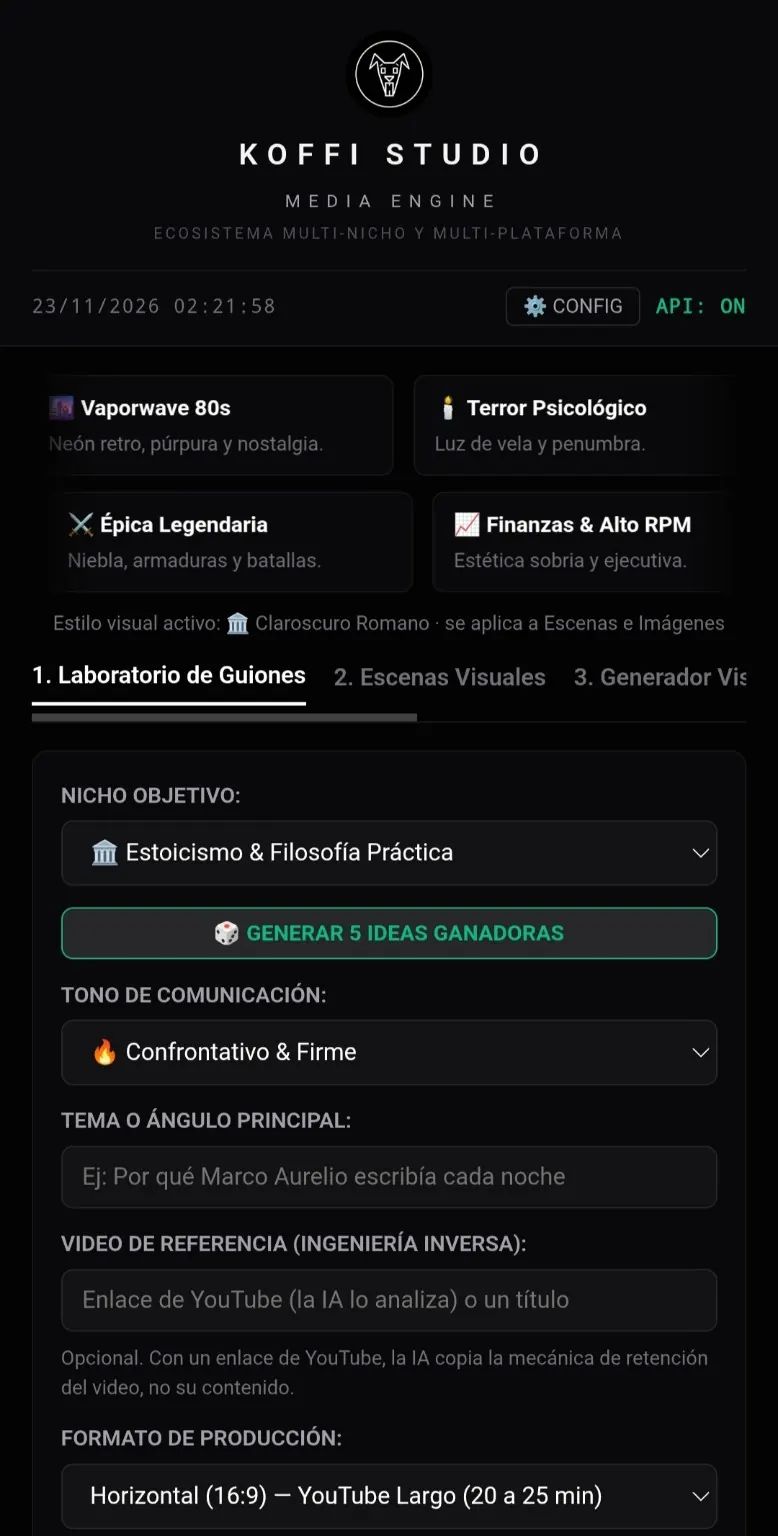 KOFFI STUDIO
MEDIA ENGINE
ECOSISTEMA MULTI-NICHO Y MULTI-PLATAFORMA
23/11/2026 02:21:58
CONFIG
API: ON
Vaporwave 80s
Neón retro, púrpura y nostalgia.
Terror Psicológico
Luz de vela y penumbra.
Épica Legendaria
Niebla, armaduras y batallas.
Finanzas & Alto RPM
Estética sobria y ejecutiva.
Estilo visual activo: 🏛️ Claroscuro Romano · se aplica a Escenas e Imágenes
1. Laboratorio de Guiones
2. Escenas Visuales
3. Generador Vis
NICHO OBJETIVO:
🏛️ Estoicismo & Filosofía Práctica
🎲 GENERAR 5 IDEAS GANADORAS
TONO DE COMUNICACIÓN:
🔥 Confrontativo & Firme
TEMA O ÁNGULO PRINCIPAL:
Ej: Por qué Marco Aurelio escribía cada noche
VIDEO DE REFERENCIA (INGENIERÍA INVERSA):
Enlace de YouTube (la IA lo analiza) o un título
Opcional. Con un enlace de YouTube, la IA copia la mecánica de retención
del video, no su contenido.
FORMATO DE PRODUCCIÓN:
Horizontal (16:9) — YouTube Largo (20 a 25 min)